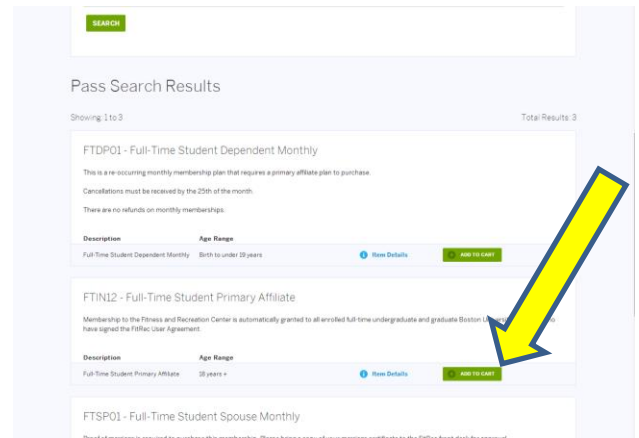 SEARCH
Pass Search Results
Showing: 1 to 3 Total Results: 3
FTDP01 - Full-Time Student Dependent Monthly
This is a re-occurring monthly membership plan that requires a primary affiliate plan to purchase.
Cancellations must be received by the 25th of the month.
There are no refunds on monthly memberships.
Description Age Range
Full-Time Student Dependent Monthly Birth to under 19 years Item Details ADD TO CART
FTIN12 - Full-Time Student Primary Affiliate
Membership to the Fitness and Recreation Center is automatically granted to all enrolled full-time undergraduate and graduate Boston
have signed the FitRec User Agreement.
Description Age Range
Full-Time Student Primary Affiliate 18 years + Item Details ADD TO CART
FTSP01 - Full-Time Student Spouse Monthly